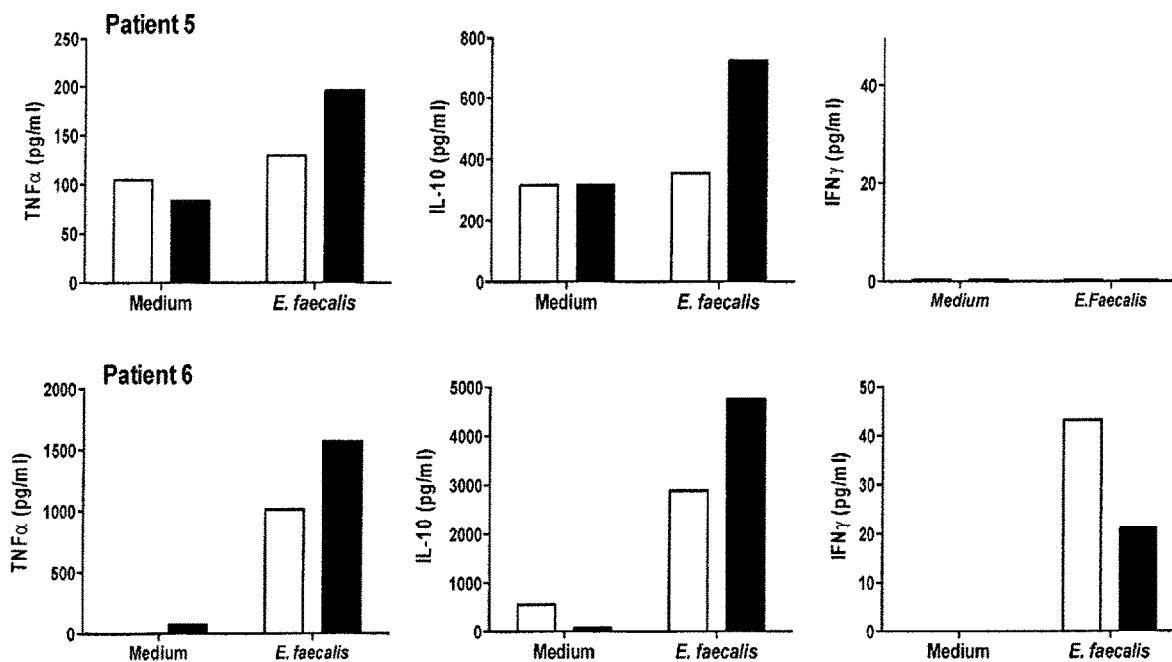 Patient 5
TNFα (pg/ml)
250
200
150
100
50
0
Medium E. faecalis
IL-10 (pg/ml)
800
600
400
200
0
Medium E. faecalis
IFNγ (pg/ml)
40
20
0
Medium E.Faecalis
Patient 6
TNFα (pg/ml)
2000
1500
1000
500
0
Medium E. faecalis
IL-10 (pg/ml)
5000
4000
3000
2000
1000
0
Medium E. faecalis
IFNγ (pg/ml)
50
40
30
20
10
0
Medium E. faecalis